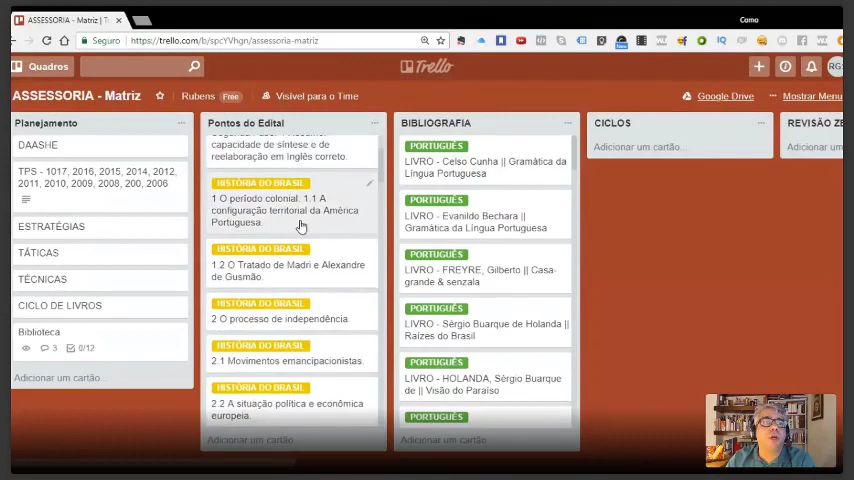 ASSESSORIA - Matriz | Tr
Como
Seguro
https://trello.com/b/spcYVhgn/assessoria-matriz
Quadros
Trello
RG
ASSESSORIA - Matriz
Rubens
Free
Visível para o Time
Google Drive
Mostrar Menu
Planejamento
DAASHE
TPS - 1017, 2016, 2015, 2014, 2012,
2011, 2010, 2009, 2008, 200, 2006
ESTRATÉGIAS
TÁTICAS
TÉCNICAS
CICLO DE LIVROS
Biblioteca
3
0/12
Adicionar um cartão...
Pontos do Edital
capacidade de síntese e de
reelaboração em Inglês correto.
HISTÓRIA DO BRASIL
1 O período colonial. 1.1 A
configuração territorial da América
Portuguesa.
HISTÓRIA DO BRASIL
1.2 O Tratado de Madri e Alexandre
de Gusmão.
HISTÓRIA DO BRASIL
2 O processo de independência.
HISTÓRIA DO BRASIL
2.1 Movimentos emancipacionistas.
HISTÓRIA DO BRASIL
2.2 A situação política e econômica
europeia.
Adicionar um cartão...
BIBLIOGRAFIA
PORTUGUÊS
LIVRO - Celso Cunha || Gramática da
Língua Portuguesa
PORTUGUÊS
LIVRO - Evanildo Bechara ||
Gramática da Língua Portuguesa
PORTUGUÊS
LIVRO - FREYRE, Gilberto || Casa-
grande & senzala
PORTUGUÊS
LIVRO - Sérgio Buarque de Holanda ||
Raízes do Brasil
PORTUGUÊS
LIVRO - HOLANDA, Sérgio Buarque
de || Visão do Paraíso
PORTUGUÊS
Adicionar um cartão...
CICLOS
Adicionar um cartão...
REVISÃO ZE
Adicionar um c